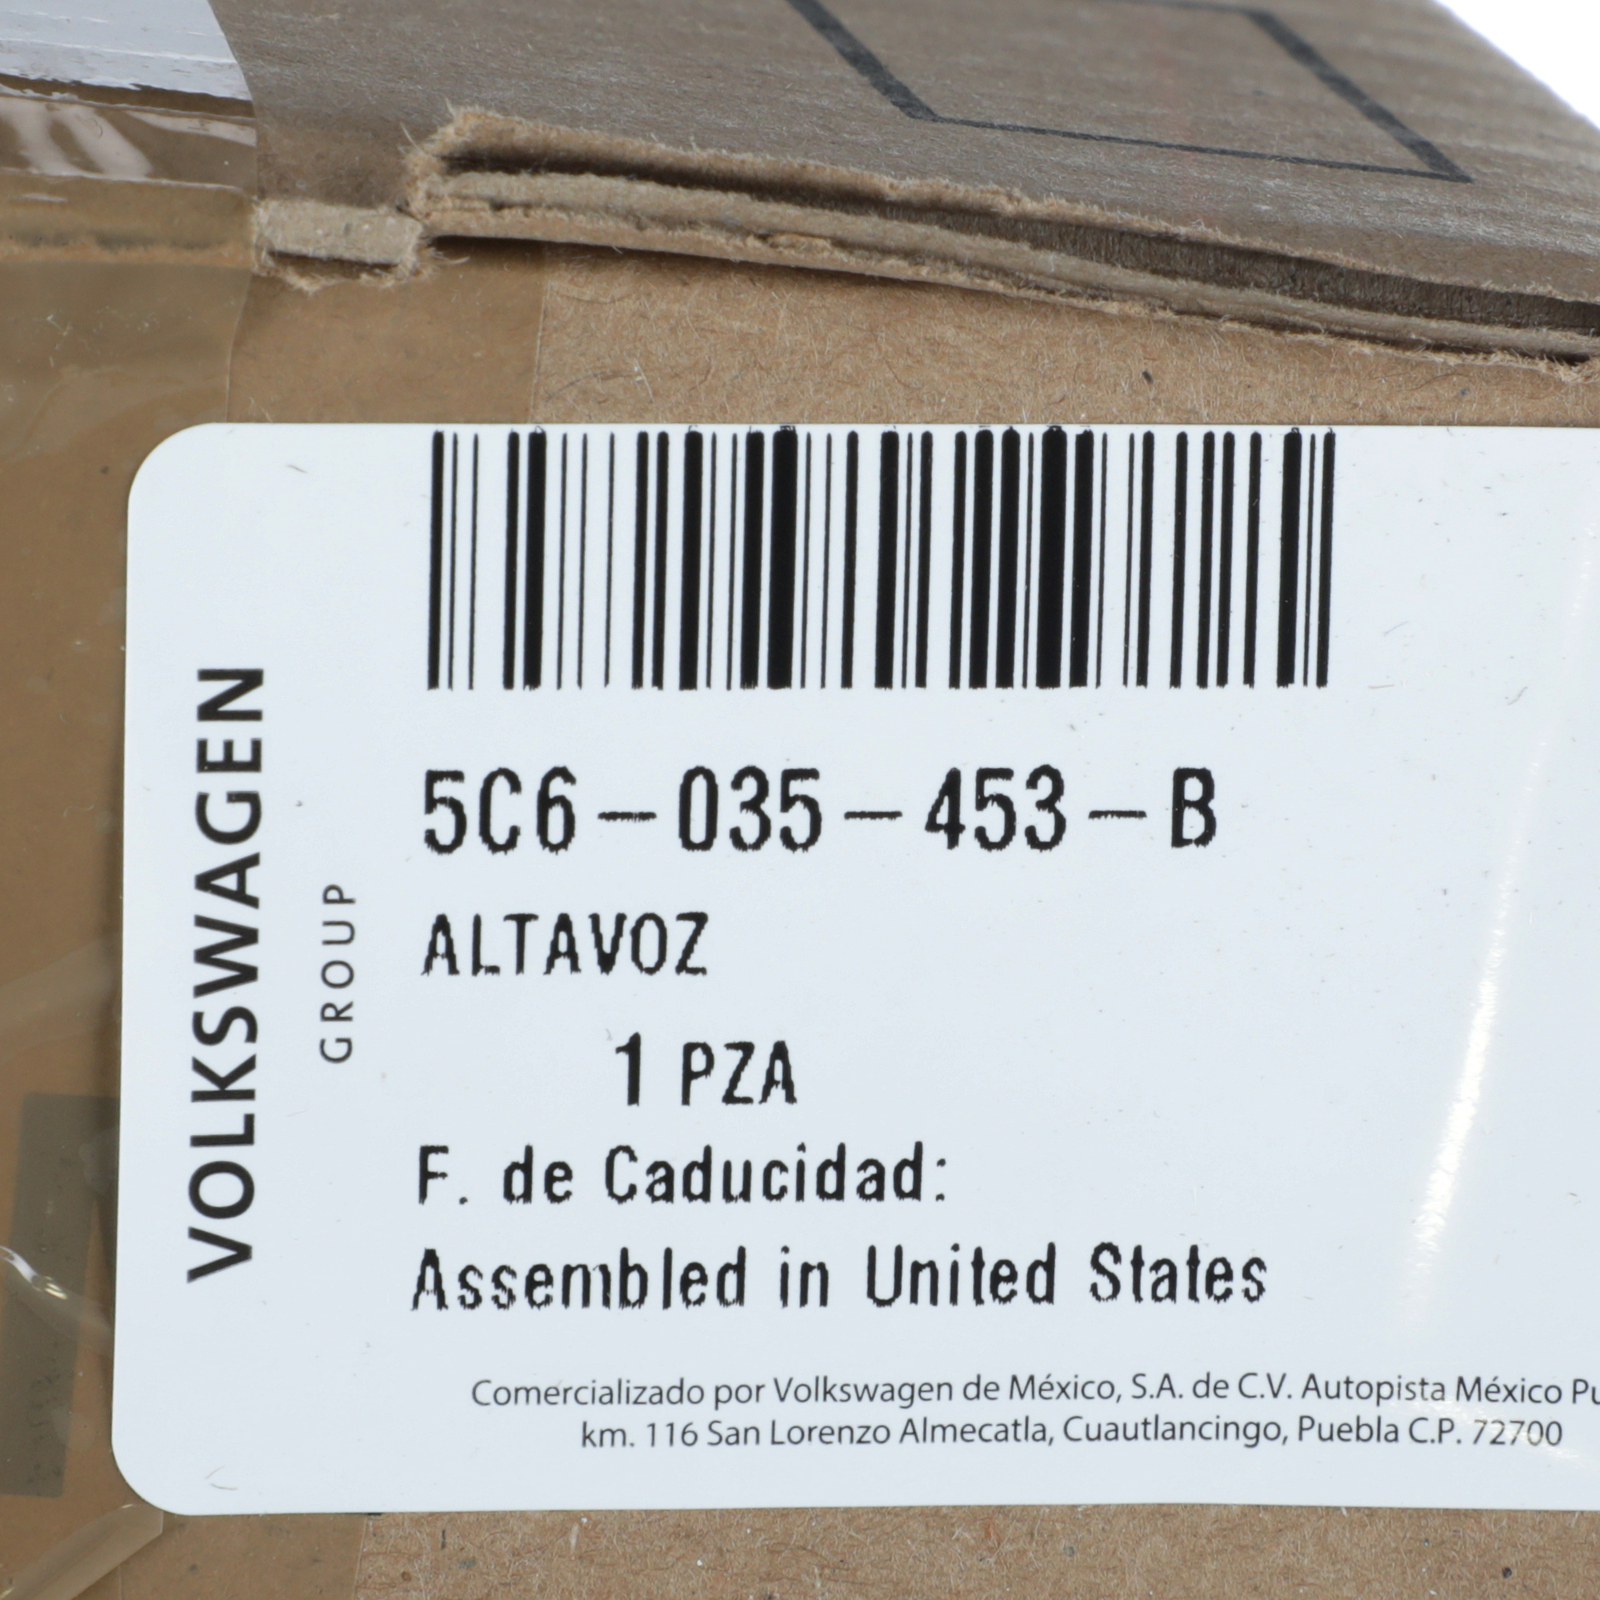 VOLKSWAGEN
GROUP
5C6-035-453-B
ALTAVOZ
1 PZA
F. de Caducidad:
Assembled in United States
Comercializado por Volkswagen de México, S.A. de C.V. Autopista México Pu
km. 116 San Lorenzo Almecatla, Cuautlancingo, Puebla C.P. 72700